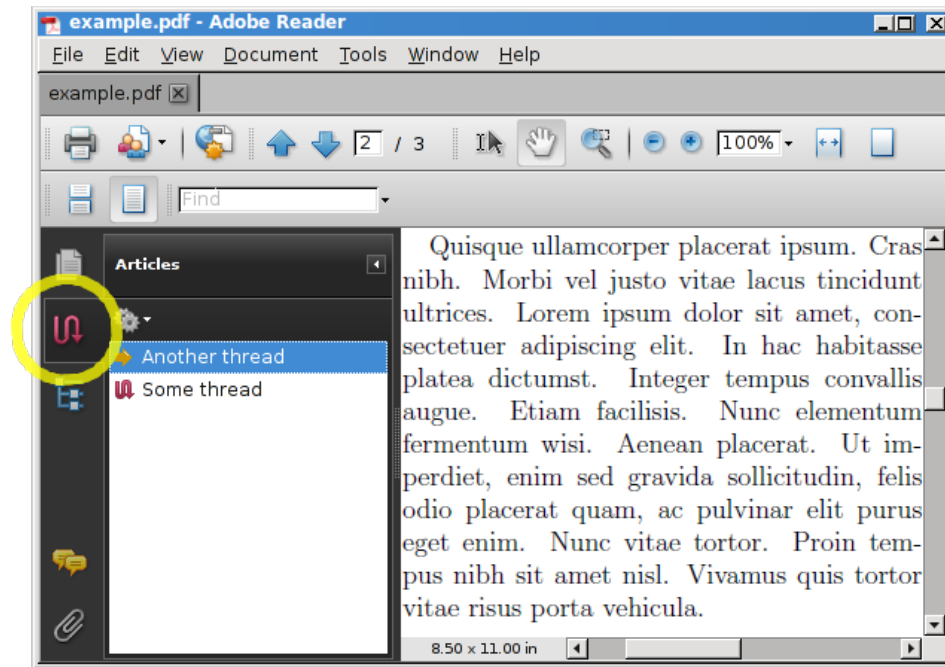 example.pdf - Adobe Reader
File Edit View Document Tools Window Help
example.pdf
2 / 3 100%
Find
Articles
Another thread
Some thread
Quisque ullamcorper placerat ipsum. Cras
nibh. Morbi vel justo vitae lacus tincidunt
ultrices. Lorem ipsum dolor sit amet, con-
sectetuer adipiscing elit. In hac habitasse
platea dictumst. Integer tempus convallis
augue. Etiam facilisis. Nunc elementum
fermentum wisi. Aenean placerat. Ut im-
perdiet, enim sed gravida sollicitudin, felis
odio placerat quam, ac pulvinar elit purus
eget enim. Nunc vitae tortor. Proin tem-
pus nibh sit amet nisl. Vivamus quis tortor
vitae risus porta vehicula.
8.50 x 11.00 in